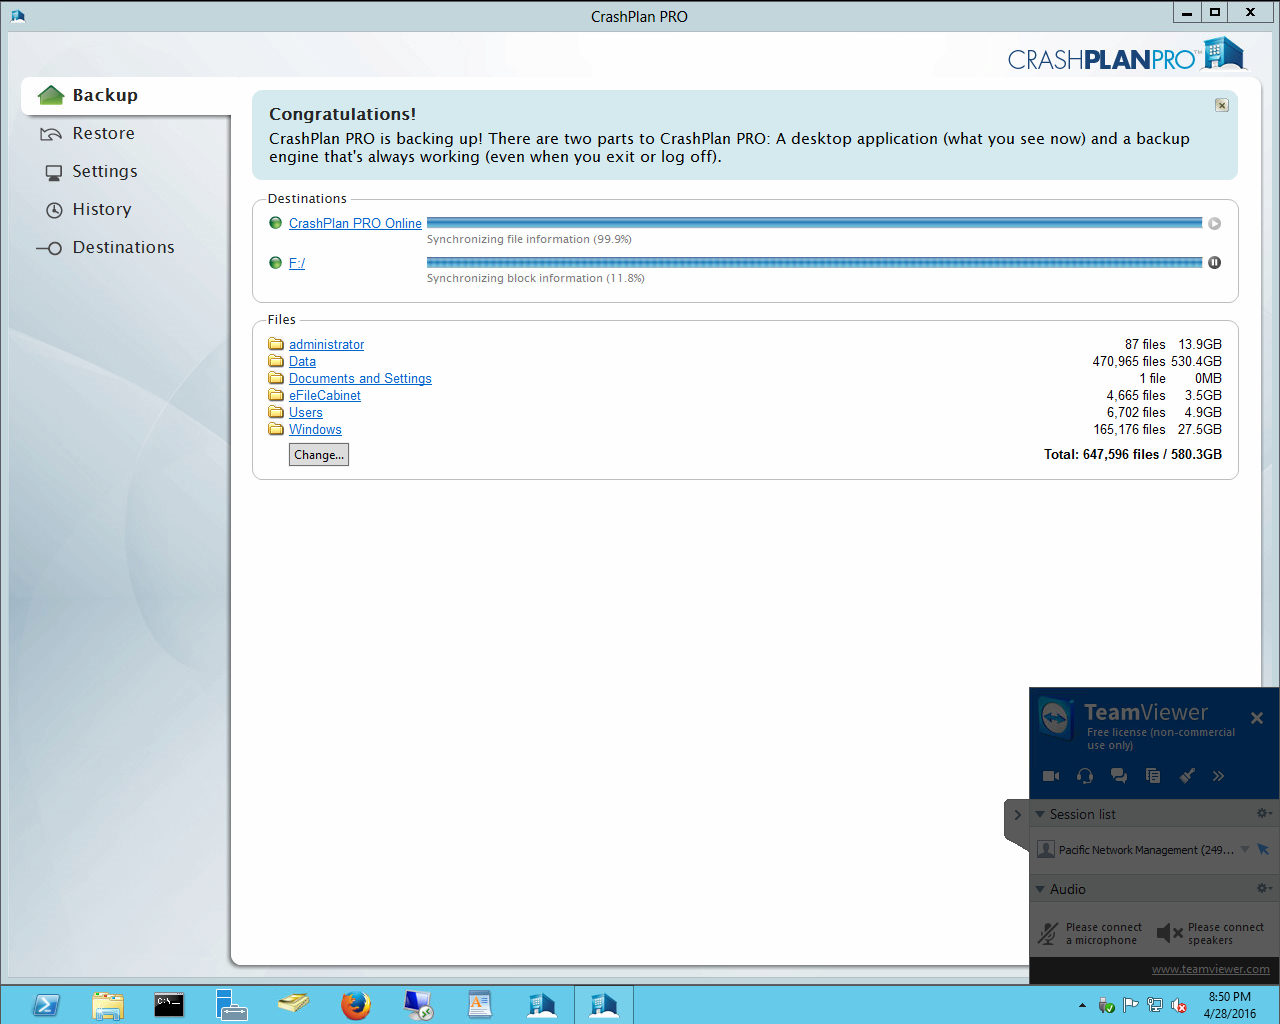 CrashPlan PRO
CRASHPLANPRO™
Backup
Restore
Settings
History
Destinations
Congratulations!
CrashPlan PRO is backing up! There are two parts to CrashPlan PRO: A desktop application (what you see now) and a backup
engine that's always working (even when you exit or log off).
Destinations
CrashPlan PRO Online
Synchronizing file information (99.9%)
F:/
Synchronizing block information (11.8%)
Files
administrator 87 files 13.9GB
Data 470,965 files 530.4GB
Documents and Settings 1 file 0MB
eFileCabinet 4,665 files 3.5GB
Users 6,702 files 4.9GB
Windows 165,176 files 27.5GB
Change... Total: 647,596 files / 580.3GB
TeamViewer
Free license (non-commercial
use only)
Session list
Pacific Network Management (249...
Audio
Please connect
a microphone
Please connect
speakers
www.teamviewer.com
C:\_
8:50 PM
4/28/2016